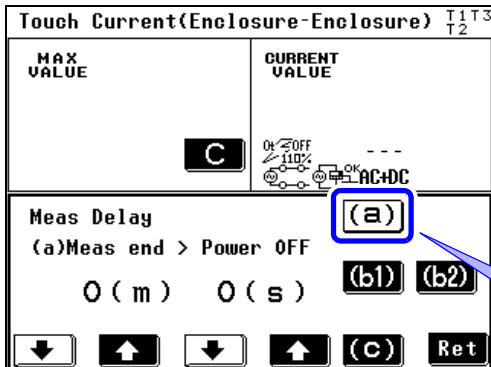 Touch Current(Enclosure-Enclosure) T1T3
T2
MAX
VALUE
CURRENT
VALUE
C
OFF
110%
---
OK
AC+DC
Meas Delay
(a)
(a)Meas end > Power OFF
(b1) (b2)
0(m) 0(s)
(c) Ret